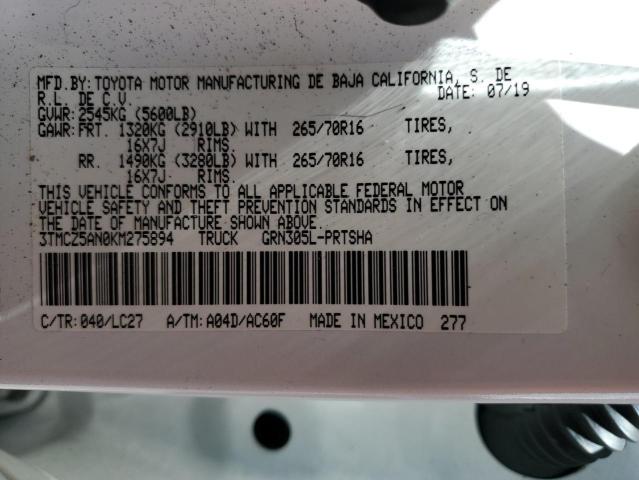 MFD.BY:TOYOTA MOTOR MANUFACTURING DE BAJA CALIFORNIA, S. DE
R.L. DE C.V. DATE: 07/19
GVWR:2545KG (5600LB)
GAWR:FRT. 1320KG (2910LB) WITH 265/70R16 TIRES,
16X7J RIMS.
RR. 1490KG (3280LB) WITH 265/70R16 TIRES,
16X7J RIMS.
THIS VEHICLE CONFORMS TO ALL APPLICABLE FEDERAL MOTOR
VEHICLE SAFETY AND THEFT PREVENTION STANDARDS IN EFFECT ON
THE DATE OF MANUFACTURE SHOWN ABOVE.
3TMCZ5AN0KM275894 TRUCK GRN305L-PRTSHA
C/TR:040/LC27 A/TM:A04D/AC60F MADE IN MEXICO 277